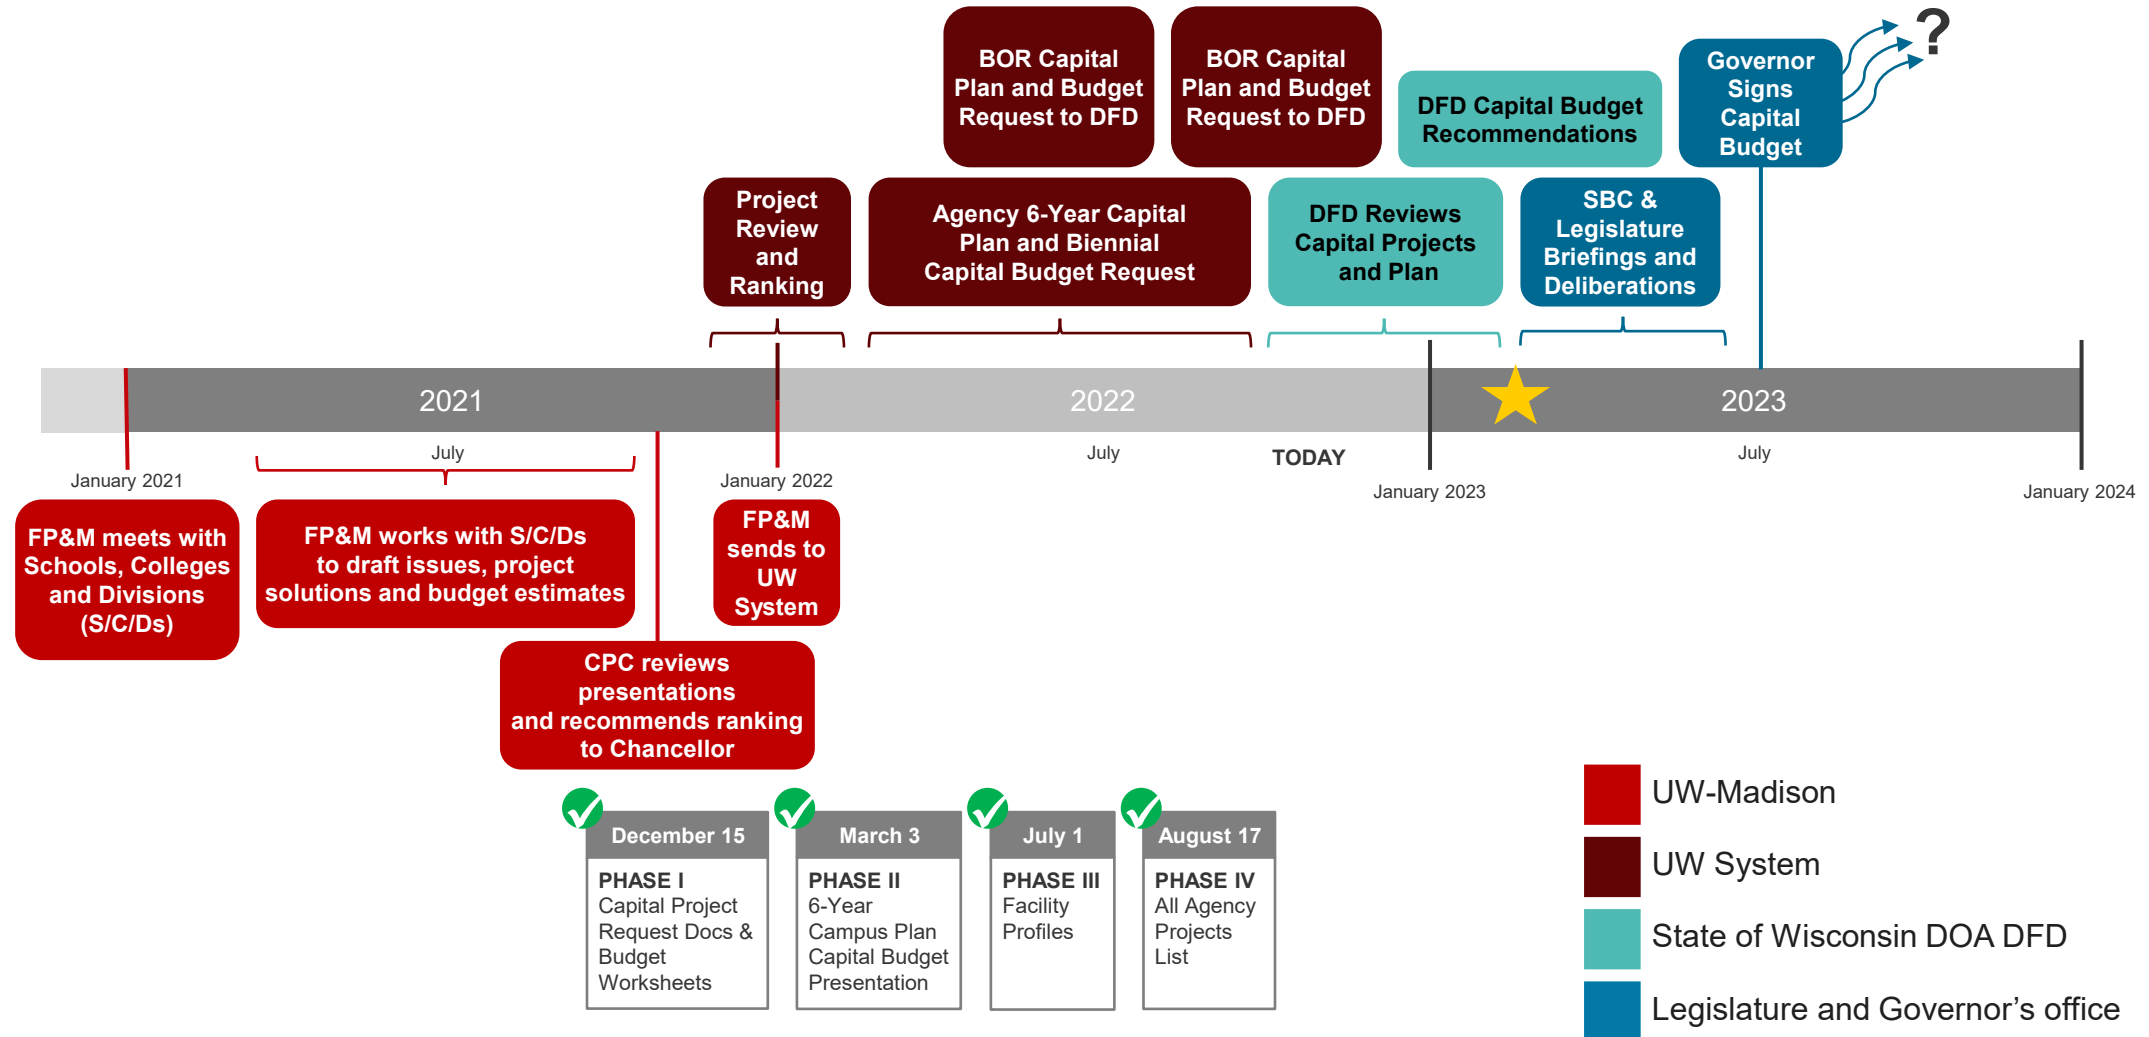 BOR Capital
Plan and Budget
Request to DFD
BOR Capital
Plan and Budget
Request to DFD
DFD Capital Budget
Recommendations
Governor
Signs
Capital
Budget
?
Project
Review
and
Ranking
Agency 6-Year Capital
Plan and Biennial
Capital Budget Request
DFD Reviews
Capital Projects
and Plan
SBC &
Legislature
Briefings and
Deliberations
2021
2022
2023
July
July
TODAY
July
January 2021
January 2022
January 2023
January 2024
FP&M meets with
Schools, Colleges
and Divisions
(S/C/Ds)
FP&M works with S/C/Ds
to draft issues, project
solutions and budget estimates
FP&M
sends to
UW
System
CPC reviews
presentations
and recommends ranking
to Chancellor
December 15
PHASE I
Capital Project
Request Docs &
Budget
Worksheets
March 3
PHASE II
6-Year
Campus Plan
Capital Budget
Presentation
July 1
PHASE III
Facility
Profiles
August 17
PHASE IV
All Agency
Projects
List
UW-Madison
UW System
State of Wisconsin DOA DFD
Legislature and Governor's office